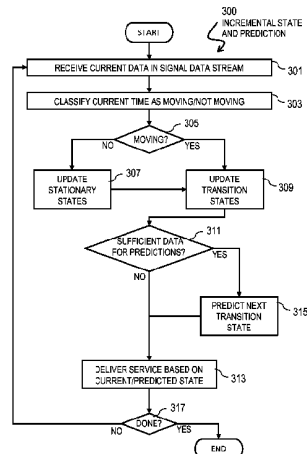 300
INCREMENTAL STATE
AND PREDICTION
START
RECEIVE CURRENT DATA IN SIGNAL DATA STREAM
301
CLASSIFY CURRENT TIME AS MOVING/NOT MOVING
303
305
MOVING?
NO
YES
307
UPDATE
STATIONARY
STATES
UPDATE
TRANSITION
STATES
309
311
SUFFICIENT DATA
FOR PREDICTIONS?
YES
NO
PREDICT NEXT
TRANSITION
STATE
315
DELIVER SERVICE BASED ON
CURRENT/PREDICTED STATE
313
317
DONE?
NO
YES
END